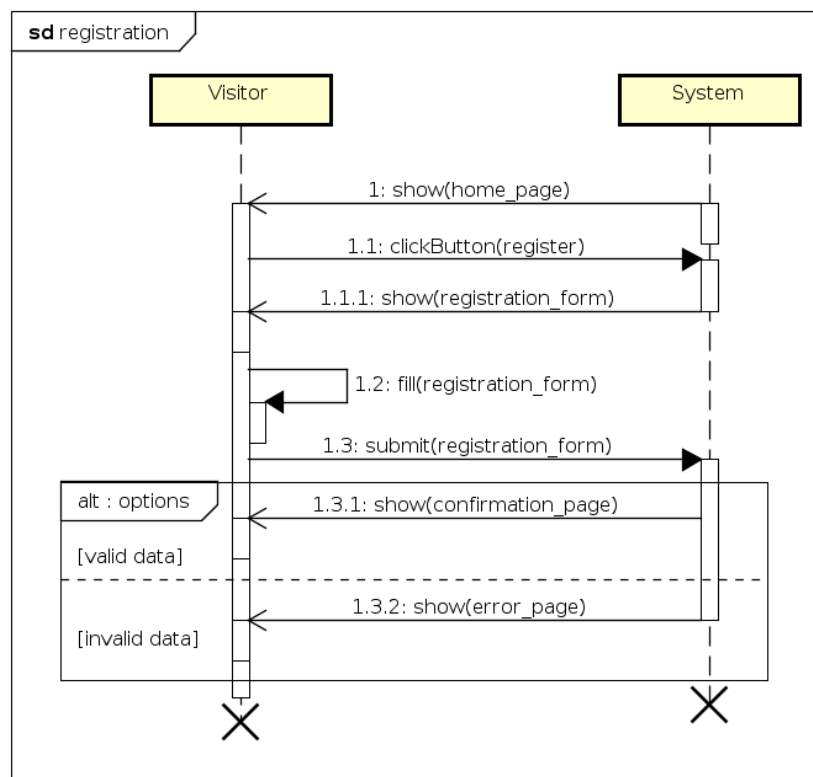 sd registration
Visitor
System
1: show(home_page)
1.1: clickButton(register)
1.1.1: show(registration_form)
1.2: fill(registration_form)
1.3: submit(registration_form)
alt : options
1.3.1: show(confirmation_page)
[valid data]
1.3.2: show(error_page)
[invalid data]